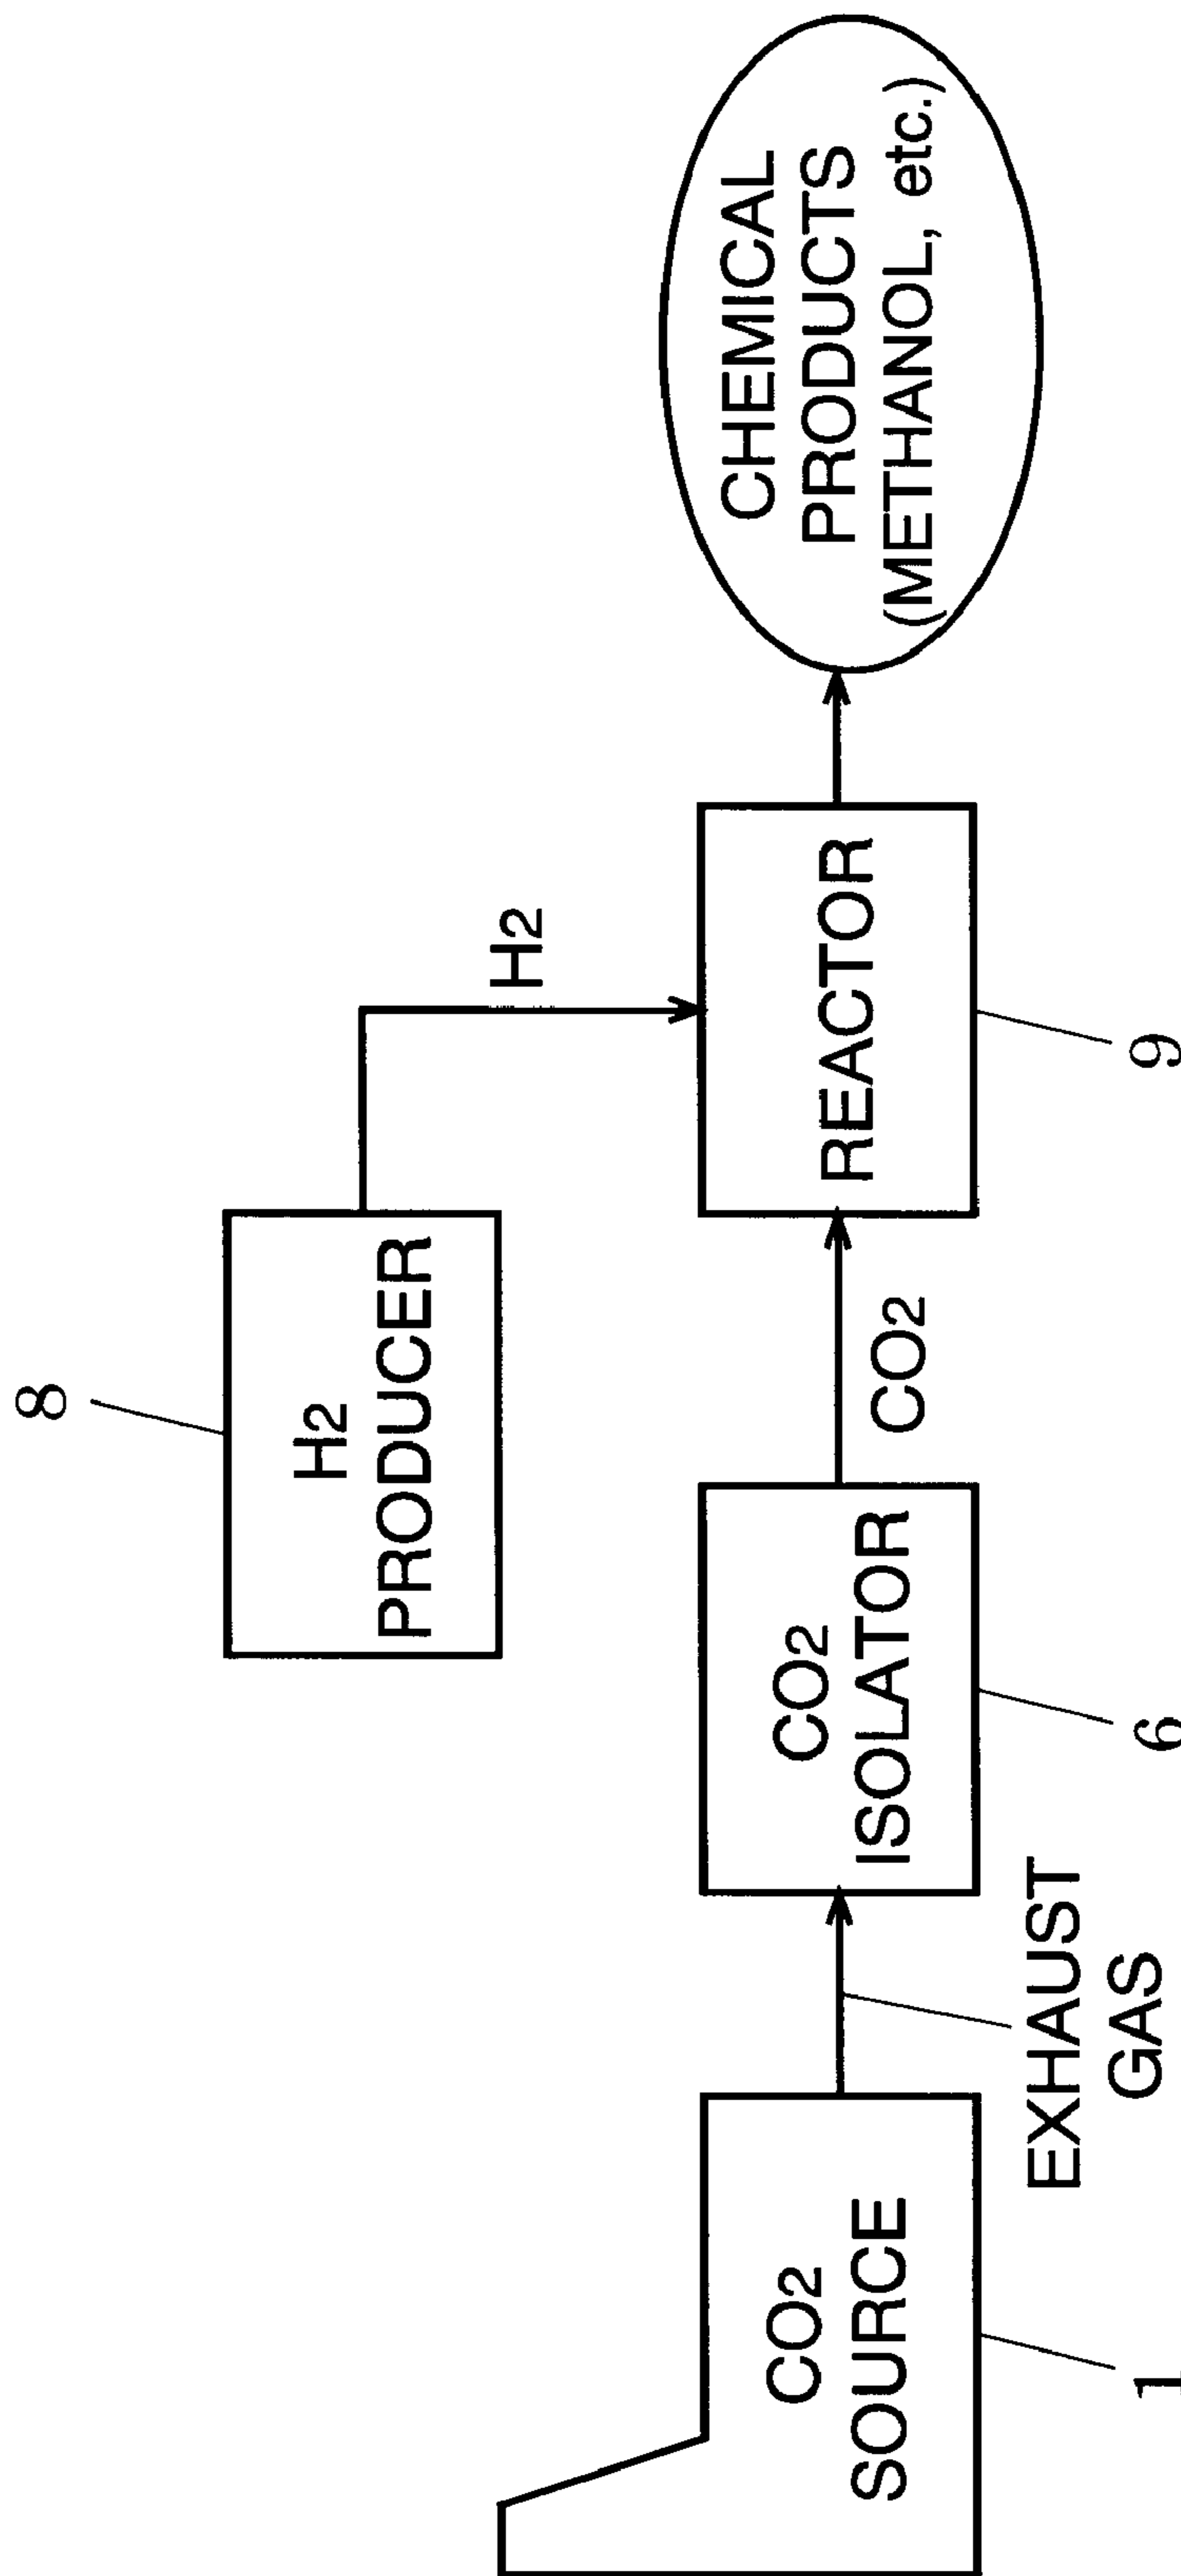 8
H2
PRODUCER
H2
CO2
SOURCE
1
EXHAUST
GAS
CO2
ISOLATOR
6
CO2
REACTOR
9
CHEMICAL
PRODUCTS
(METHANOL, etc.)